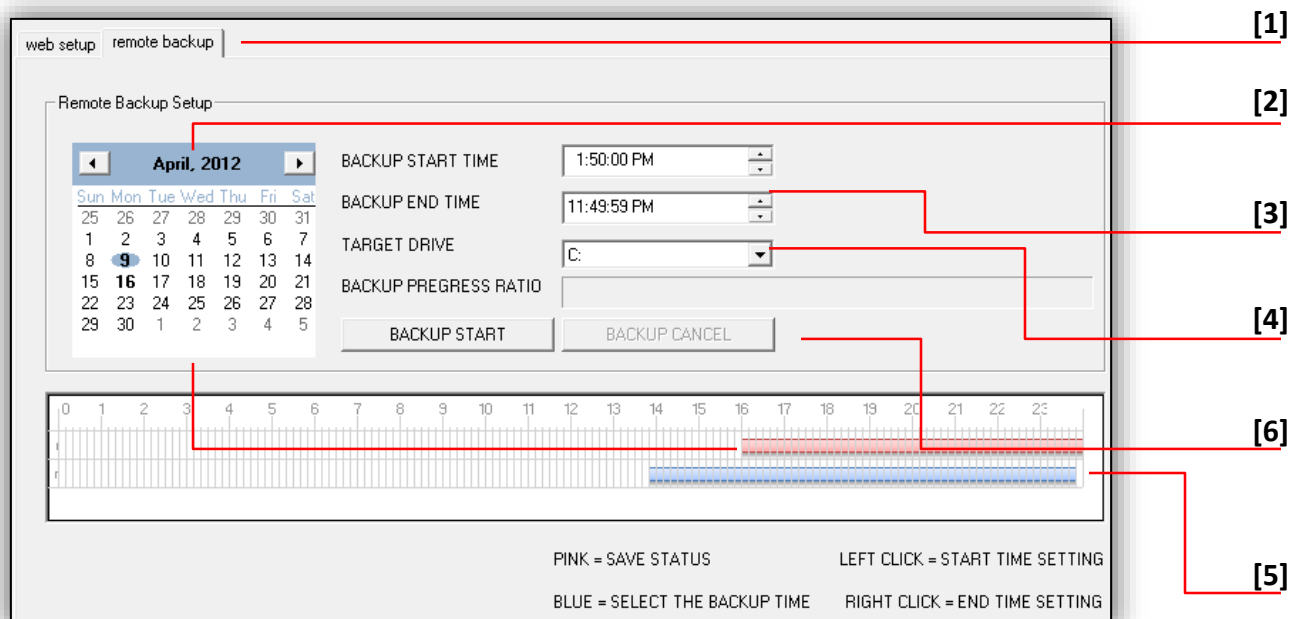 web setup remote backup [1]
Remote Backup Setup [2]
April, 2012
Sun Mon Tue Wed Thu Fri Sat
25 26 27 28 29 30 31
1 2 3 4 5 6 7
8 9 10 11 12 13 14
15 16 17 18 19 20 21
22 23 24 25 26 27 28
29 30 1 2 3 4 5
BACKUP START TIME 1:50:00 PM
BACKUP END TIME 11:49:59 PM [3]
TARGET DRIVE C:
BACKUP PREGRESS RATIO
BACKUP START BACKUP CANCEL [4]
0 1 2 3 4 5 6 7 8 9 10 11 12 13 14 15 16 17 18 19 20 21 22 23
[6]
PINK = SAVE STATUS LEFT CLICK = START TIME SETTING
[5]
BLUE = SELECT THE BACKUP TIME RIGHT CLICK = END TIME SETTING